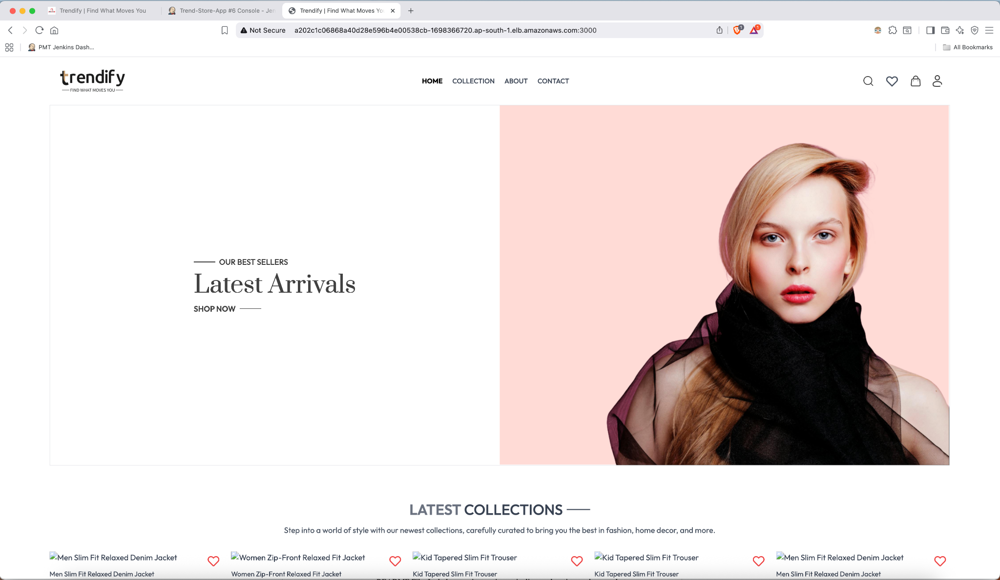 Trendify | Find What Moves You
Trend-Store-App #6 Console - Jen
Trendify | Find What Moves Yo
Not Secure
a202c1c06868a40d28e596b4e00538cb-1698366720.ap-south-1.elb.amazonaws.com:3000
1
1
PMT Jenkins Dash...
All Bookmarks
trendify
FIND WHAT MOVES YOU
HOME
COLLECTION
ABOUT
CONTACT
OUR BEST SELLERS
Latest Arrivals
SHOP NOW
LATEST COLLECTIONS
Step into a world of style with our newest collections, carefully curated to bring you the best in fashion, home decor, and more.
Men Slim Fit Relaxed Denim Jacket
Women Zip-Front Relaxed Fit Jacket
Kid Tapered Slim Fit Trouser
Kid Tapered Slim Fit Trouser
Men Slim Fit Relaxed Denim Jacket
Men Slim Fit Relaxed Denim Jacket
Women Zip-Front Relaxed Fit Jacket
Kid Tapered Slim Fit Trouser
Kid Tapered Slim Fit Trouser
Men Slim Fit Relaxed Denim Jacket